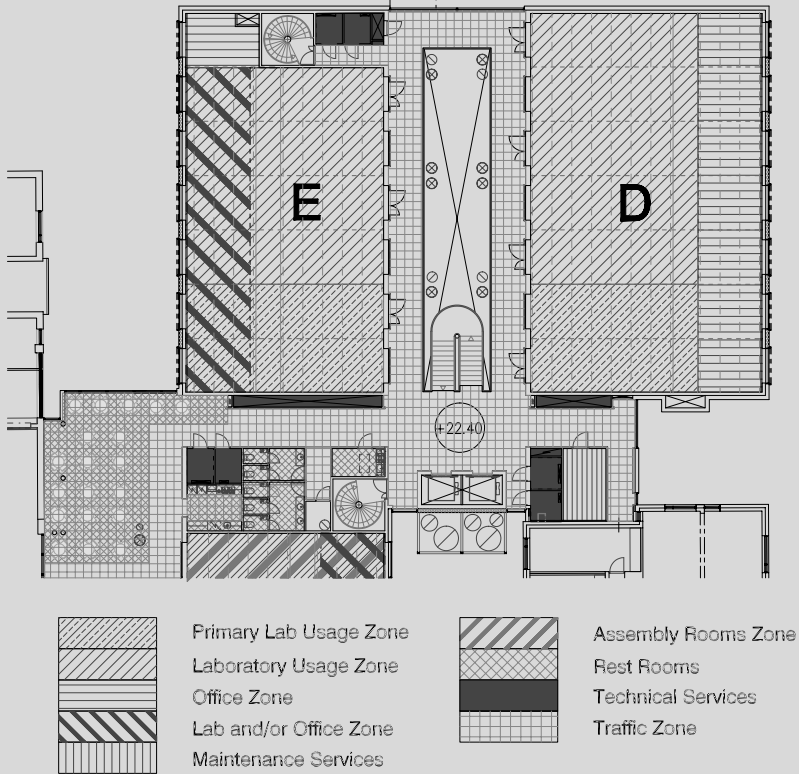 E
D
+22.40
Primary Lab Usage Zone
Laboratory Usage Zone
Office Zone
Lab and/or Office Zone
Maintenance Services
Assembly Rooms Zone
Rest Rooms
Technical Services
Traffic Zone